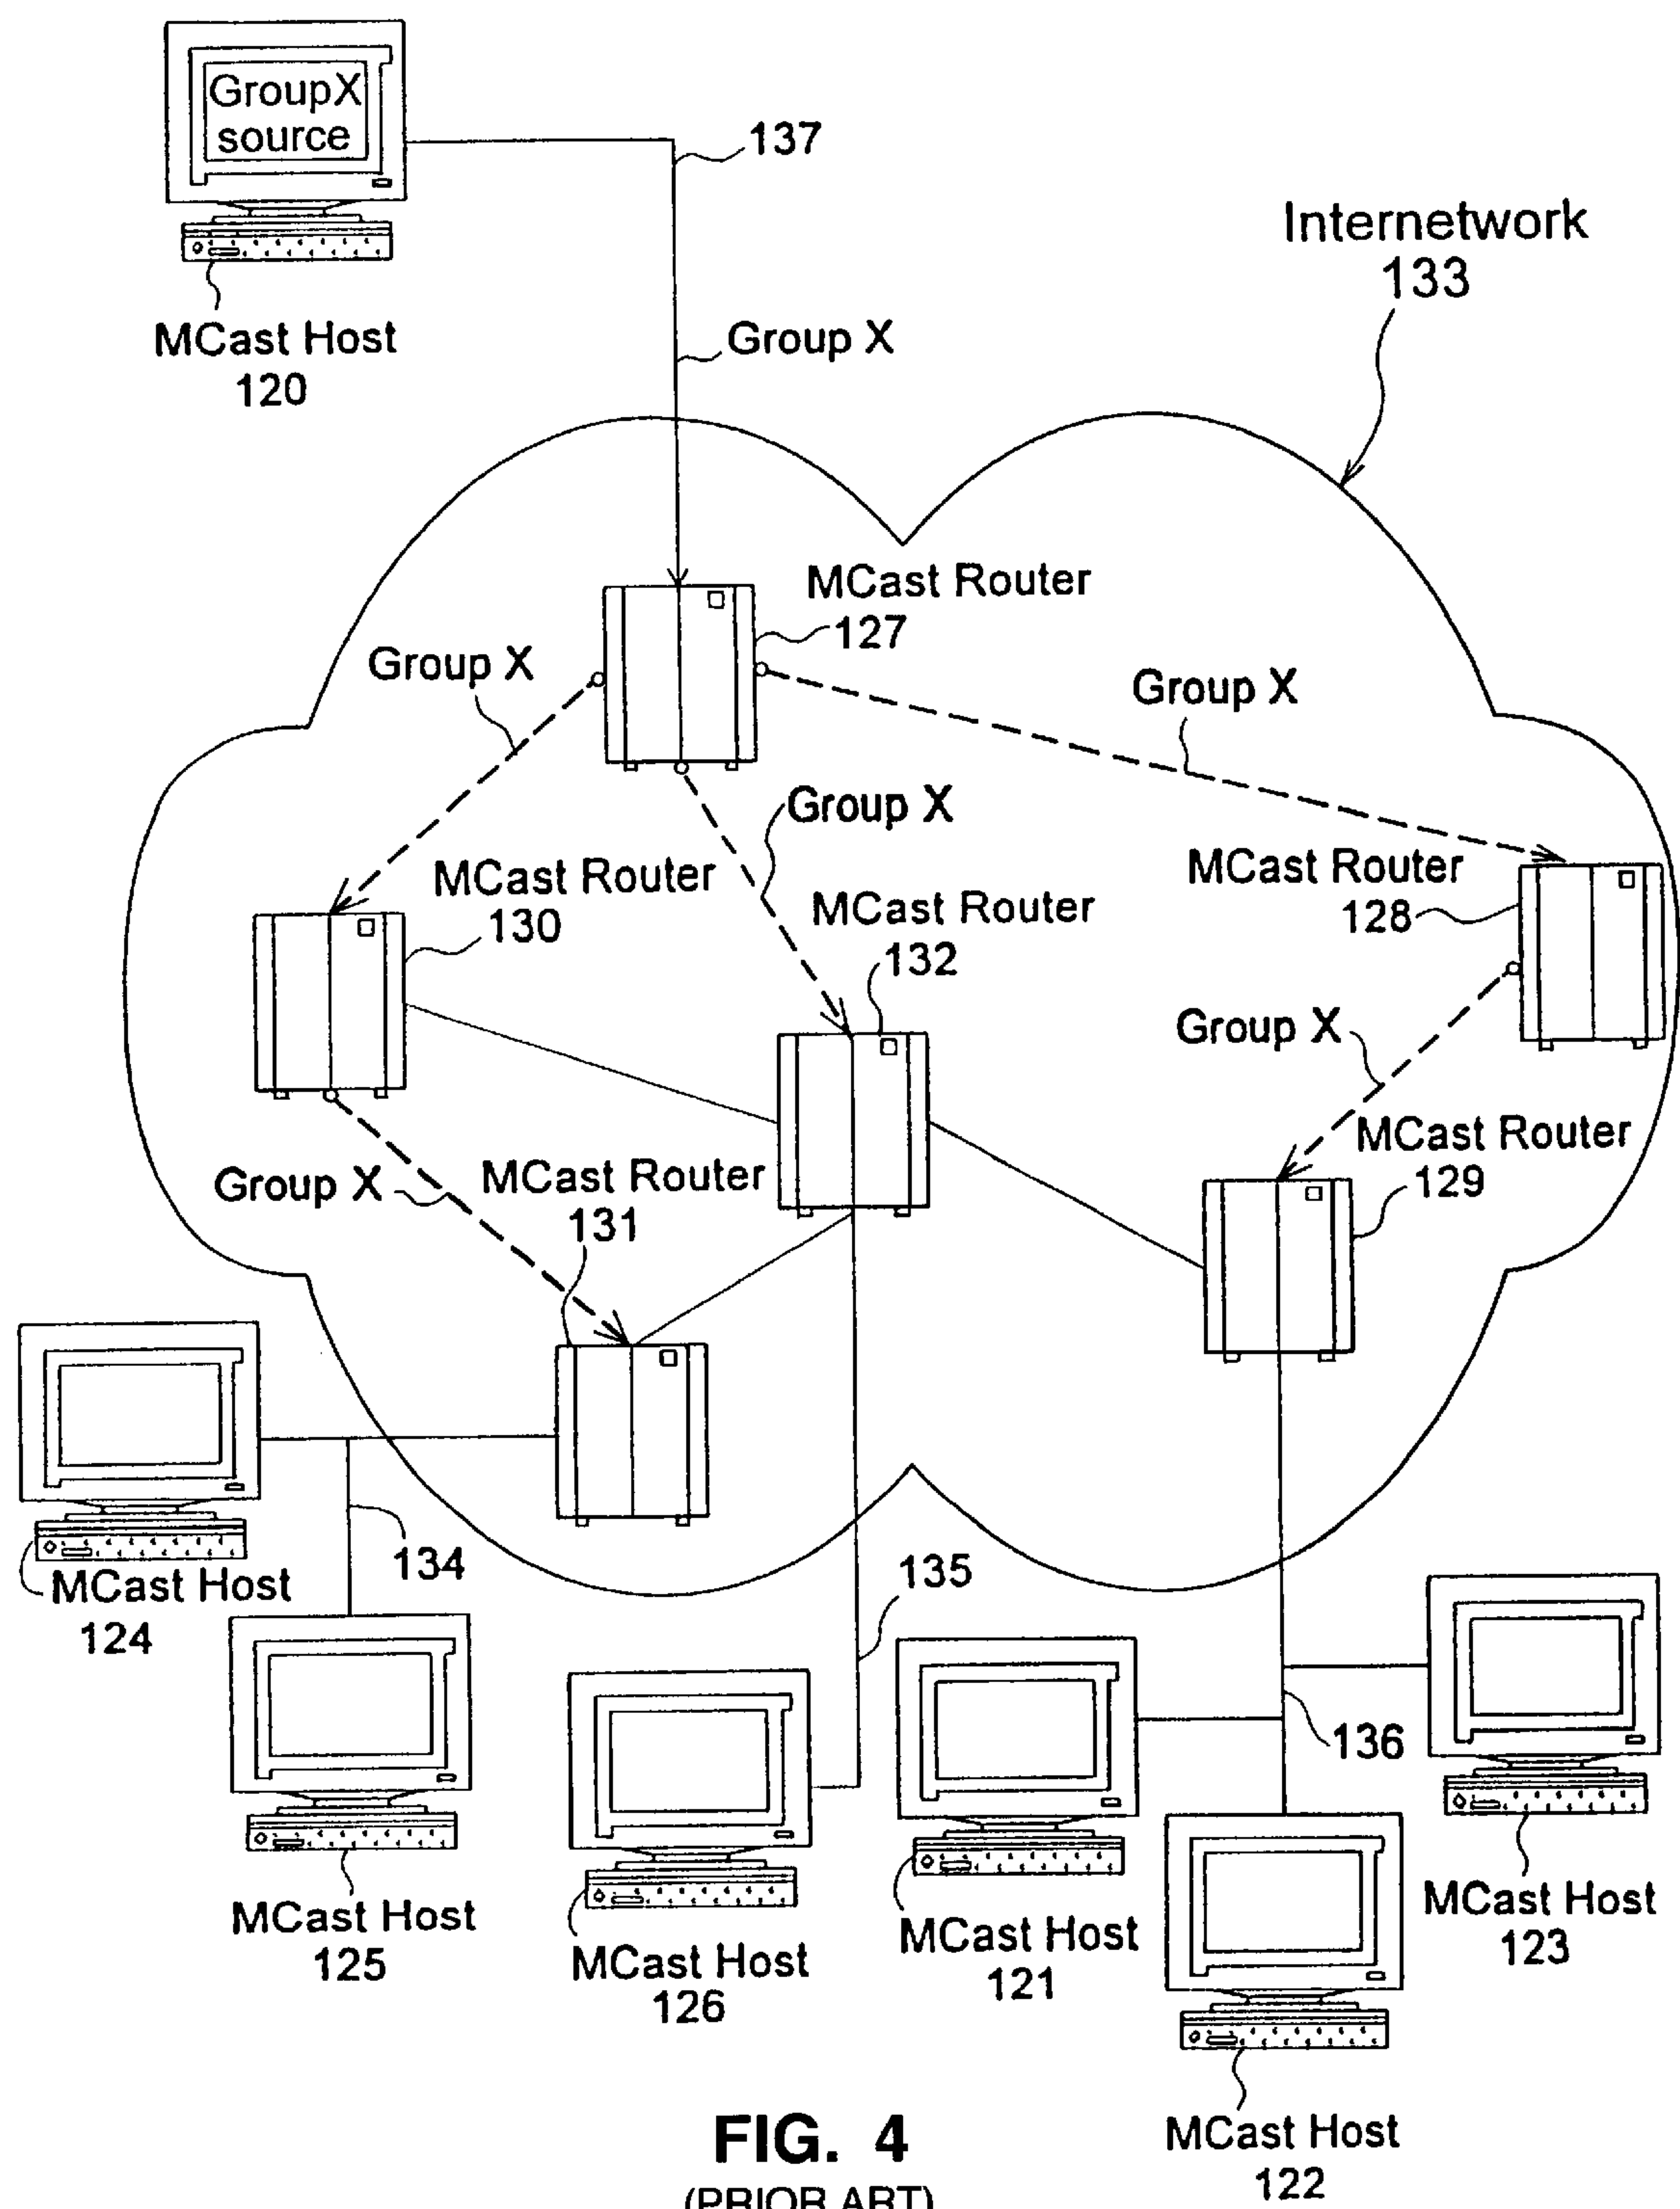 GroupX
source
137
Internetwork
133
MCast Host
120
Group X
MCast Router
127
Group X
Group X
Group X
MCast Router
130
MCast Router
132
MCast Router
128
Group X
Group X
MCast Router
131
MCast Router
129
MCast Host
124
134
135
136
MCast Host
125
MCast Host
126
MCast Host
121
MCast Host
123
MCast Host
122
FIG. 4
(PRIOR ART)